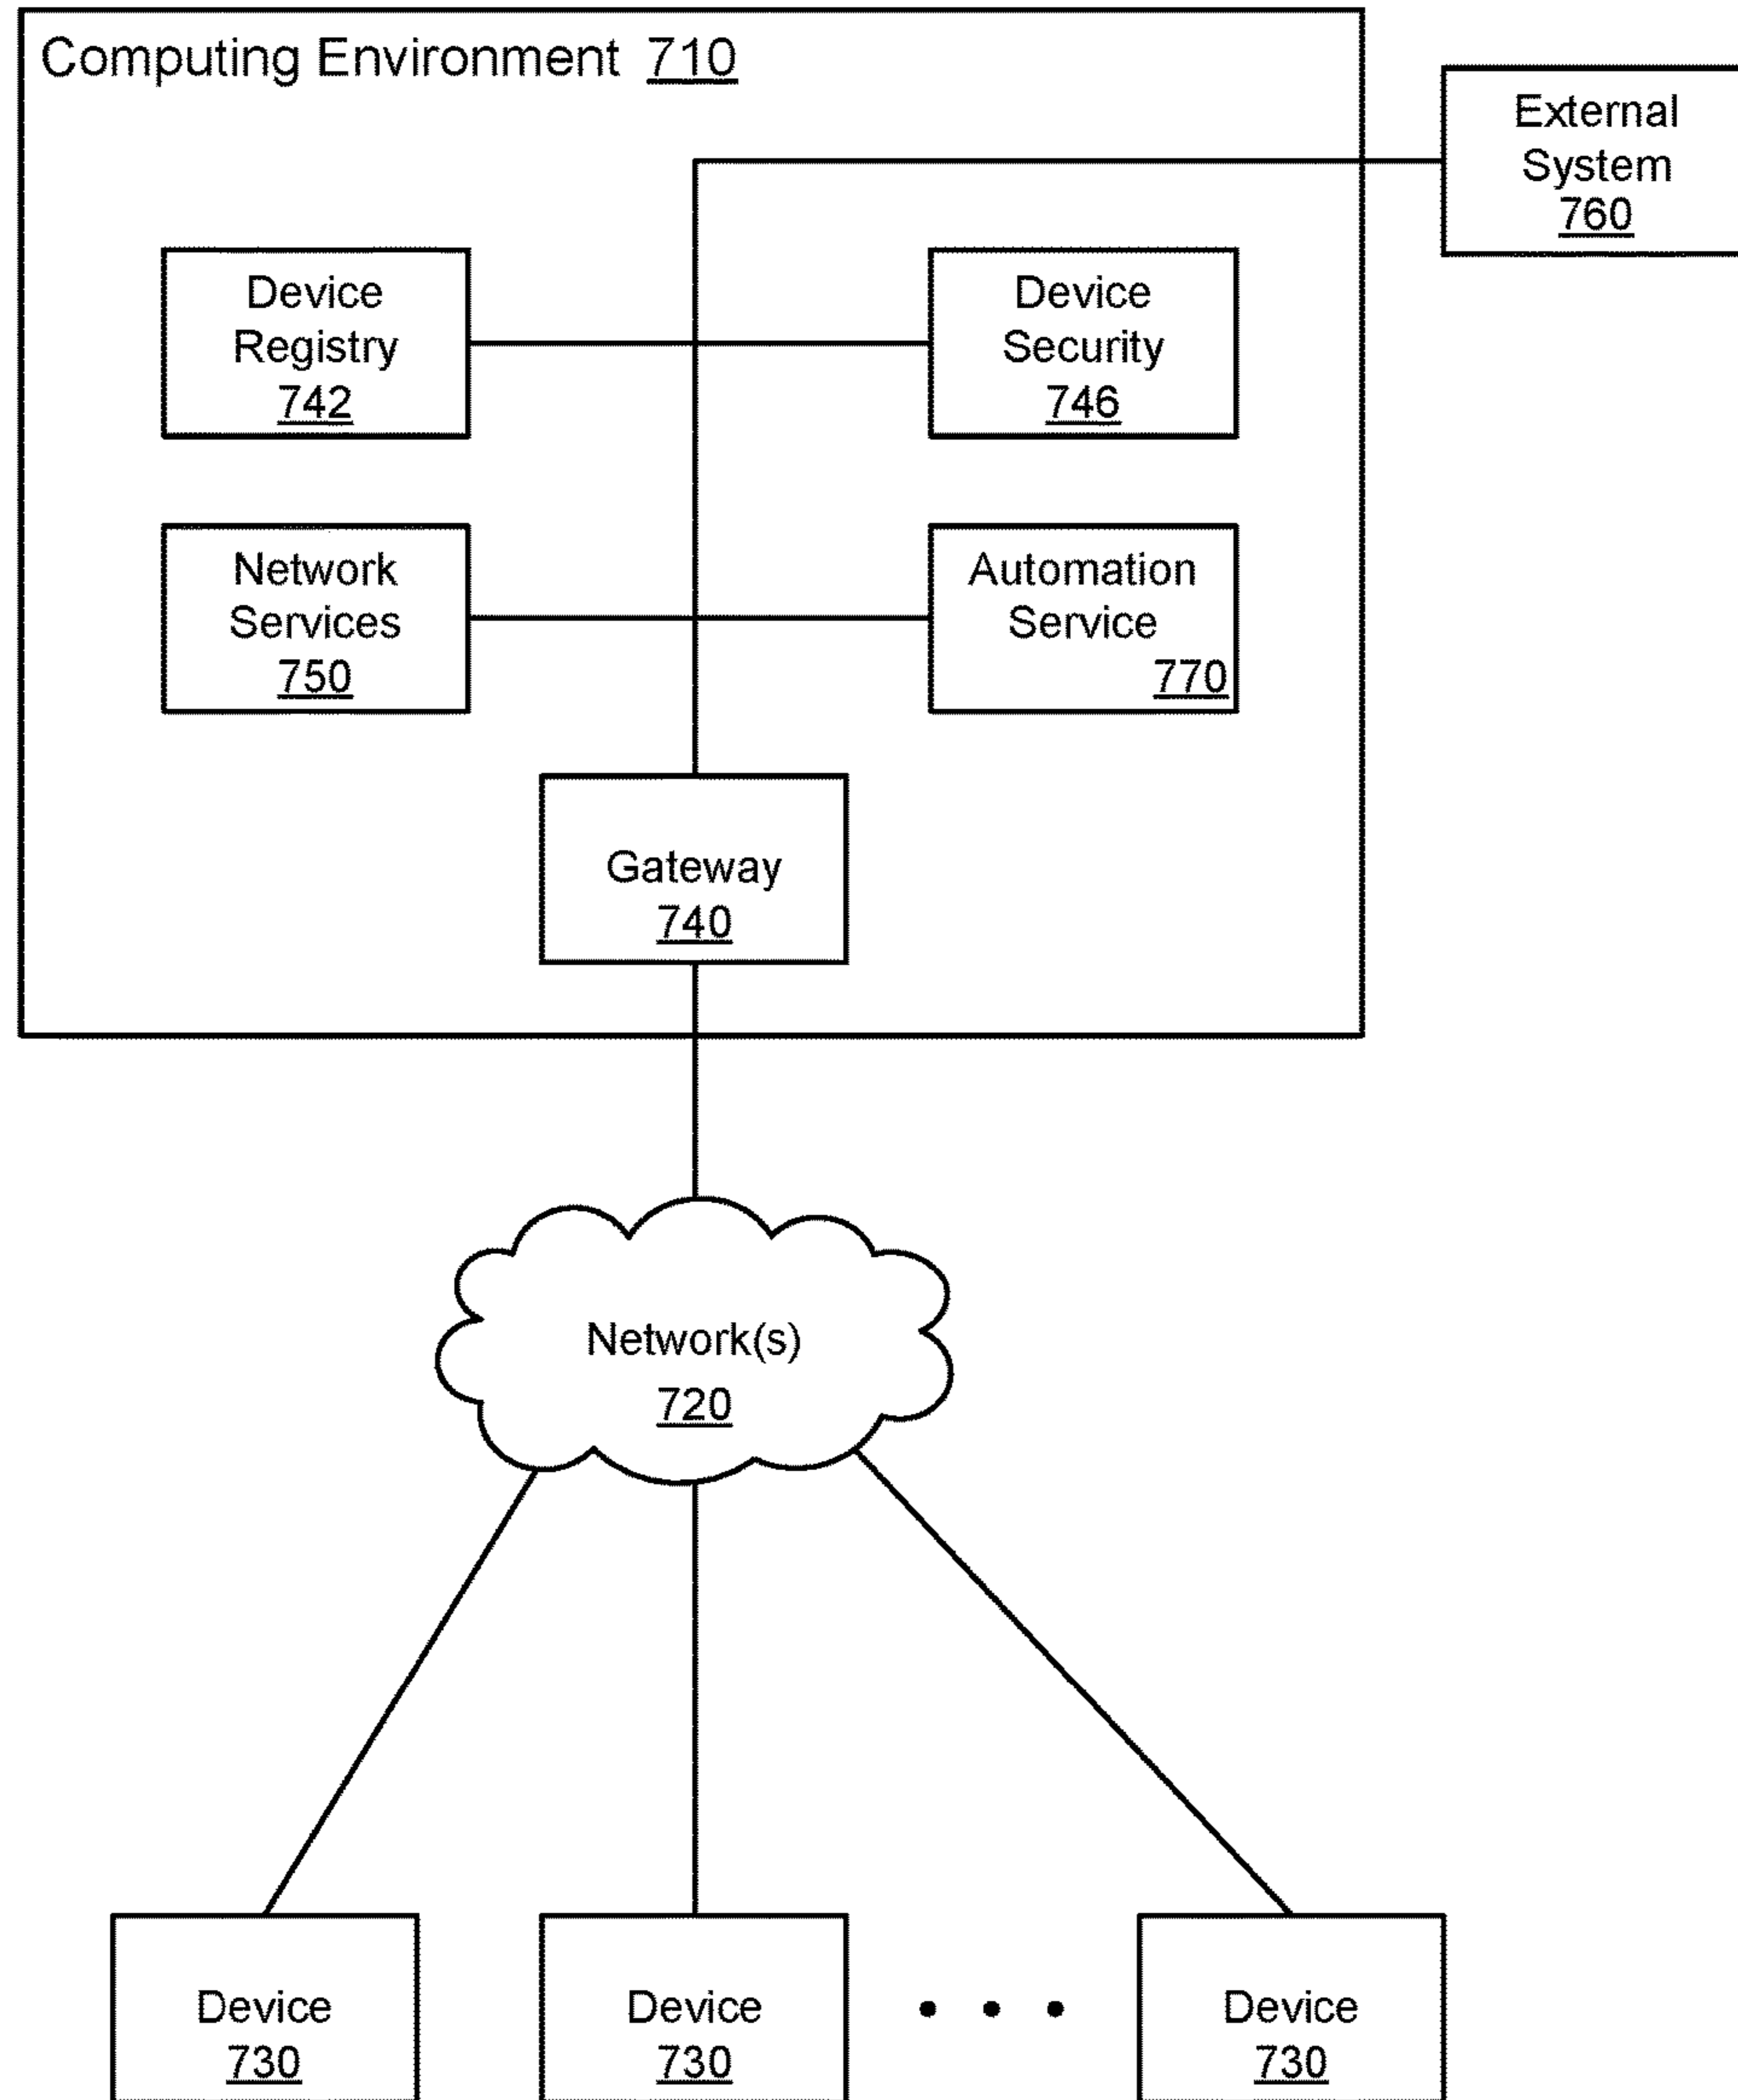 Computing Environment 710
External
System
760
Device
Registry
742
Device
Security
746
Network
Services
750
Automation
Service
770
Gateway
740
Network(s)
720
Device
730
Device
730
Device
730